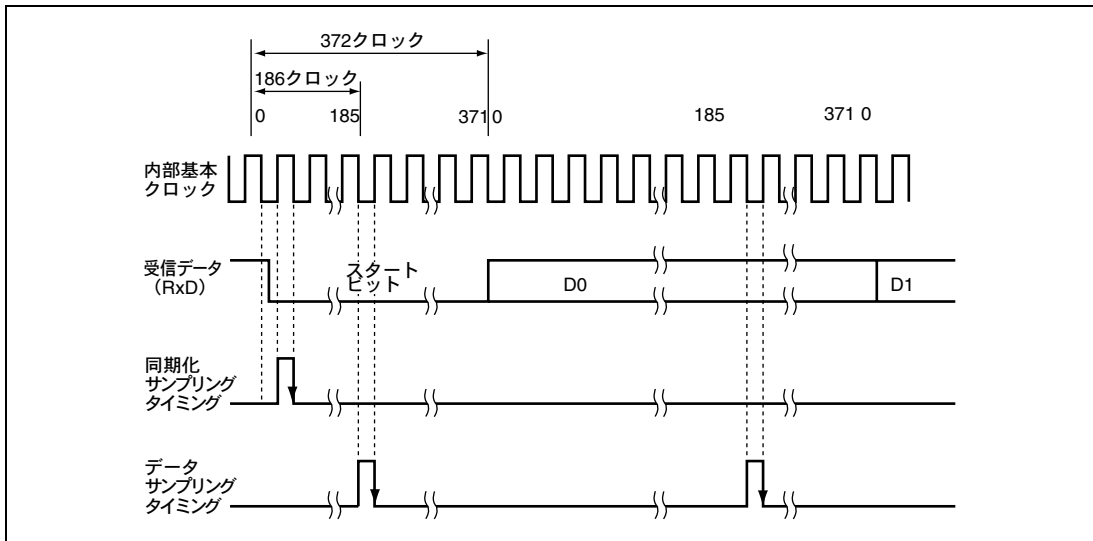 372クロック
186クロック
0 185 371 0 185 371 0
内部基本
クロック
受信データ
（RxD）
スタート
ビット
D0
D1
同期化
サンプリング
タイミング
データ
サンプリング
タイミング